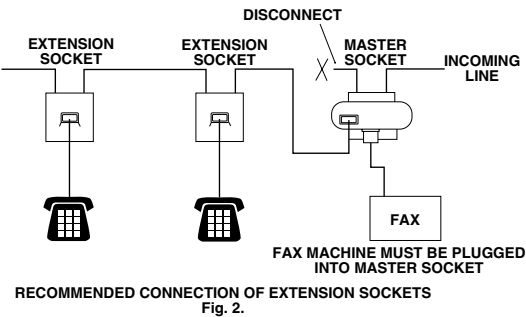 DISCONNECT
EXTENSION
SOCKET
EXTENSION
SOCKET
MASTER
SOCKET
INCOMING
LINE
FAX
FAX MACHINE MUST BE PLUGGED
INTO MASTER SOCKET
RECOMMENDED CONNECTION OF EXTENSION SOCKETS
Fig. 2.